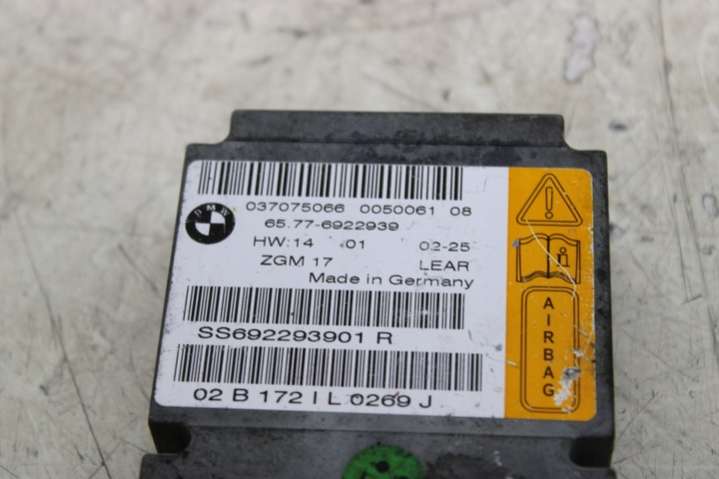 037075066 0050061 08
BMW
65.77-6922939
HW:14 01 02-25
ZGM 17 LEAR
Made in Germany
SS692293901 R
02 B 172 I L 0269 J
AIRBAG